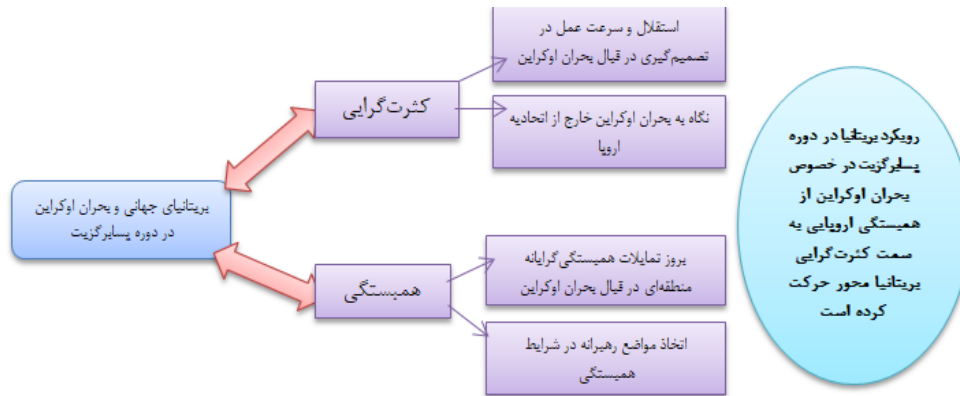 استقلال و سرعت عمل در
تصمیم‌گیری در قبال بحران اوکراین
کثرت‌گرایی
نگاه به بحران اوکراین خارج از اتحادیه
اروپا
رویکرد بریتانیا در دوره
پسابرگزیت در خصوص
بحران اوکراین از
همبستگی اروپایی به
سمت کثرت‌گرایی
بریتانیا محور حرکت
کرده است
بریتانیای جهانی و بحران اوکراین
در دوره پسابرگزیت
بروز تمایلات همبستگی‌گرایانه
منطقه‌ای در قبال بحران اوکراین
همبستگی
اتخاذ مواضع رهبرانه در شرایط
همبستگی